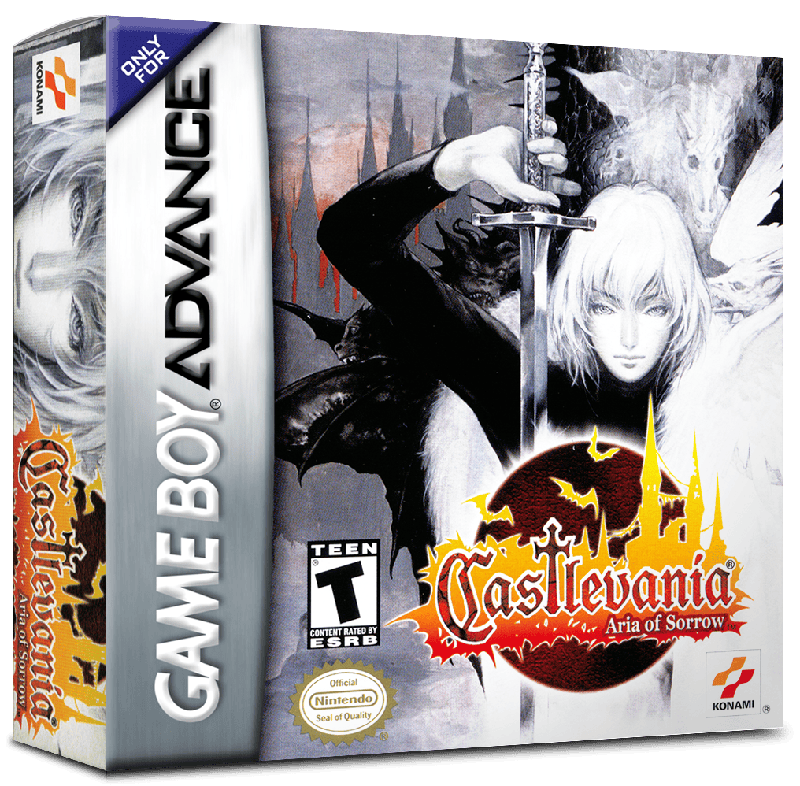 KONAMI
Castlevania®
Aria of Sorrow
ONLY
FOR
GAME BOY® ADVANCE
TEEN
T
CONTENT RATED BY
ESRB
Official
Nintendo
Seal of Quality
®
Castlevania®
Aria of Sorrow
KONAMI
®